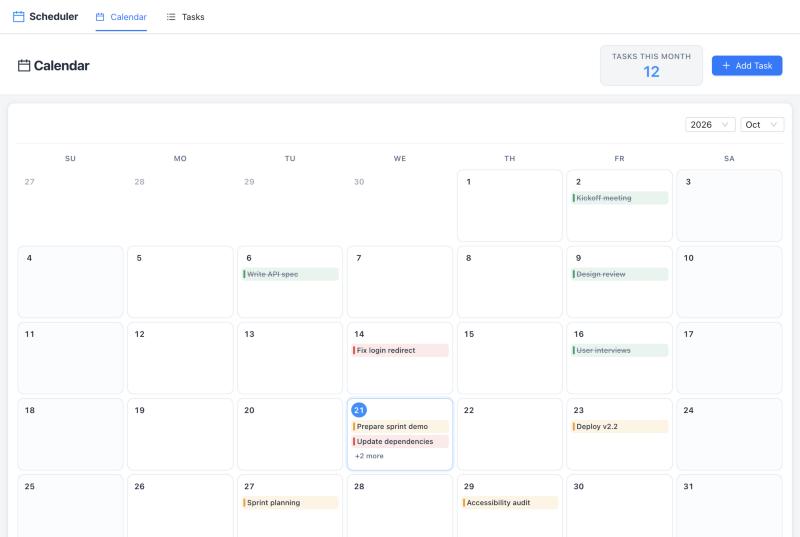 Scheduler Calendar Tasks
Calendar
TASKS THIS MONTH
12
Add Task
2026 Oct
SU MO TU WE TH FR SA
27 28 29 30 1 2 3
Kickoff meeting
4 5 6 7 8 9 10
Write API spec Design review
11 12 13 14 15 16 17
Fix login redirect User interviews
18 19 20 21 22 23 24
Prepare sprint demo Deploy v2.2
Update dependencies
+2 more
25 26 27 28 29 30 31
Sprint planning Accessibility audit